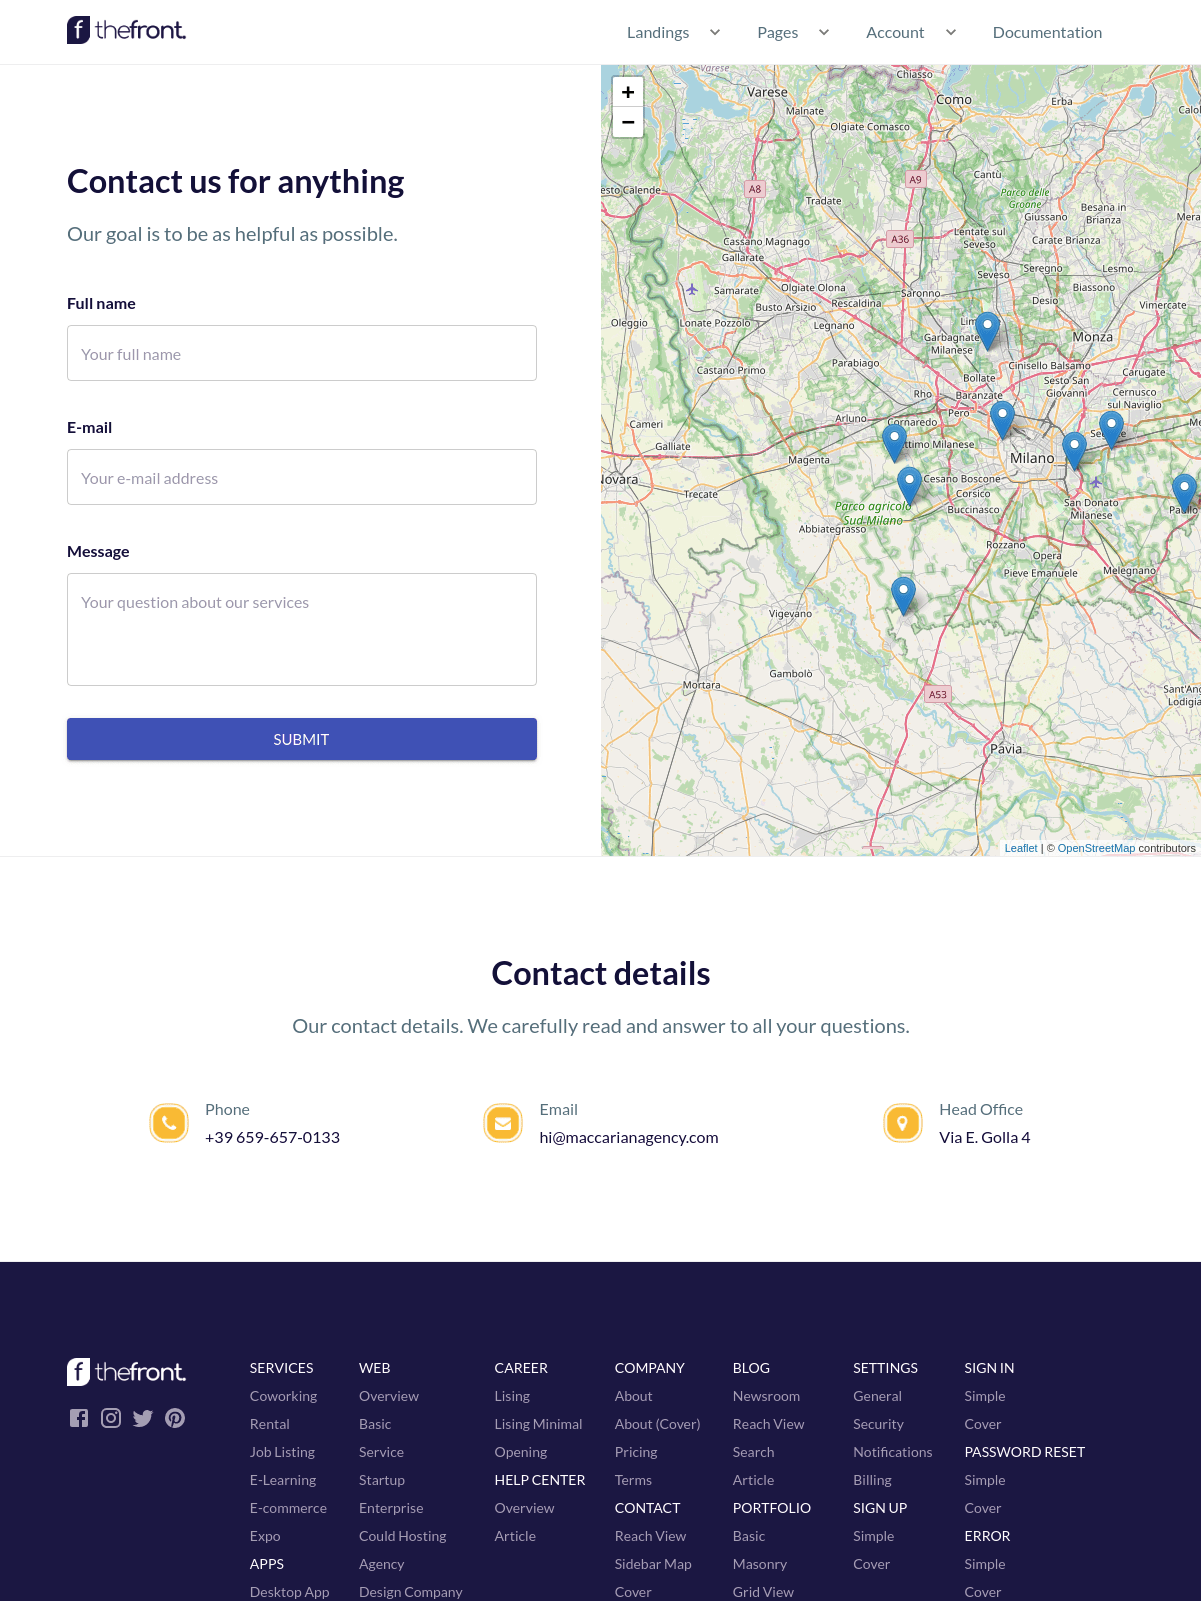 thefront.
Landings
Pages
Account
Documentation
Contact us for anything
Our goal is to be as helpful as possible.
Full name
Your full name
E-mail
Your e-mail address
Message
Your question about our services
SUBMIT
+
−
Varese
Varese
Chiasso
Como
Erba
Malnate
Olgiate Comasco
A9
Cantù
A8
esto Calende
Tradate
Parco delle
Groane
Giussano
Besana in
Brianza
Lentate sul
Seveso
A36
Cassano Magnago
Carate Brianza
Gallarate
Seveso
Seregno
Lesmo
Samarate
Olgiate Olona
Saronno
Biassono
Busto Arsizio
Rescaldina
Desio
Vimercate
Oleggio
Lonate Pozzolo
Legnano
Garbagnate
Milanese
Monza
Castano Primo
Parabiago
Cinisello Balsamo
Bollate
Sesto San
Giovanni
Carugate
Rho
Baranzate
Cernusco
sul Naviglio
Pero
Cameri
Arluno
Cornaredo
Galliate
Magenta
ttimo Milanese
Milano
Novara
Trecate
Cesano Boscone
Corsico
Parco agricolo
Sud Milano
Buccinasco
San Donato
Milanese
Abbiategrasso
Rozzano
Opera
Pieve Emanuele
Melegnano
Vigevano
Gambolò
Mortara
A53
Sant'Ang
Lodigia
Pavia
Leaflet | © OpenStreetMap contributors
Contact details
Our contact details. We carefully read and answer to all your questions.
Phone
+39 659-657-0133
Email
hi@maccarianagency.com
Head Office
Via E. Golla 4
thefront.
SERVICES
Coworking
Rental
Job Listing
E-Learning
E-commerce
Expo
APPS
Desktop App
WEB
Overview
Basic
Service
Startup
Enterprise
Could Hosting
Agency
Design Company
CAREER
Lising
Lising Minimal
Opening
HELP CENTER
Overview
Article
COMPANY
About
About (Cover)
Pricing
Terms
CONTACT
Reach View
Sidebar Map
Cover
BLOG
Newsroom
Reach View
Search
Article
PORTFOLIO
Basic
Masonry
Grid View
SETTINGS
General
Security
Notifications
Billing
SIGN UP
Simple
Cover
SIGN IN
Simple
Cover
PASSWORD RESET
Simple
Cover
ERROR
Simple
Cover